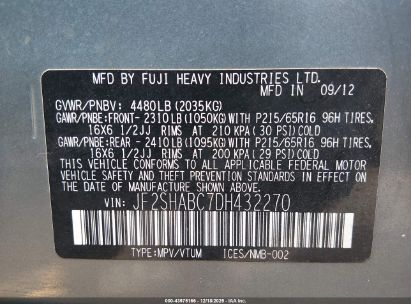 MFD BY FUJI HEAVY INDUSTRIES LTD.
MFD IN 09/12
GVWR/PNBV: 4480LB (2035KG)
GAWR/PNBE:FRONT- 2310LB (1050KG)WITH P215/65R16 96H TIRES,
16X6 1/2JJ RIMS AT 210 KPA (30 PSI)COLD
GAWR/PNBE:REAR - 2410LB (1095KG)WITH P215/65R16 96H TIRES,
16X6 1/2JJ RIMS AT 200 KPA (29 PSI)COLD
THIS VEHICLE CONFORMS TO ALL APPLICABLE FEDERAL MOTOR
VEHICLE SAFETY AND THEFT PREVENTION STANDARDS IN EFFECT ON
THE DATE OF MANUFACTURE SHOWN ABOVE.
VIN: JF2SHABC7DH432270
TYPE:MPV/VTUM ICES/NMB-002